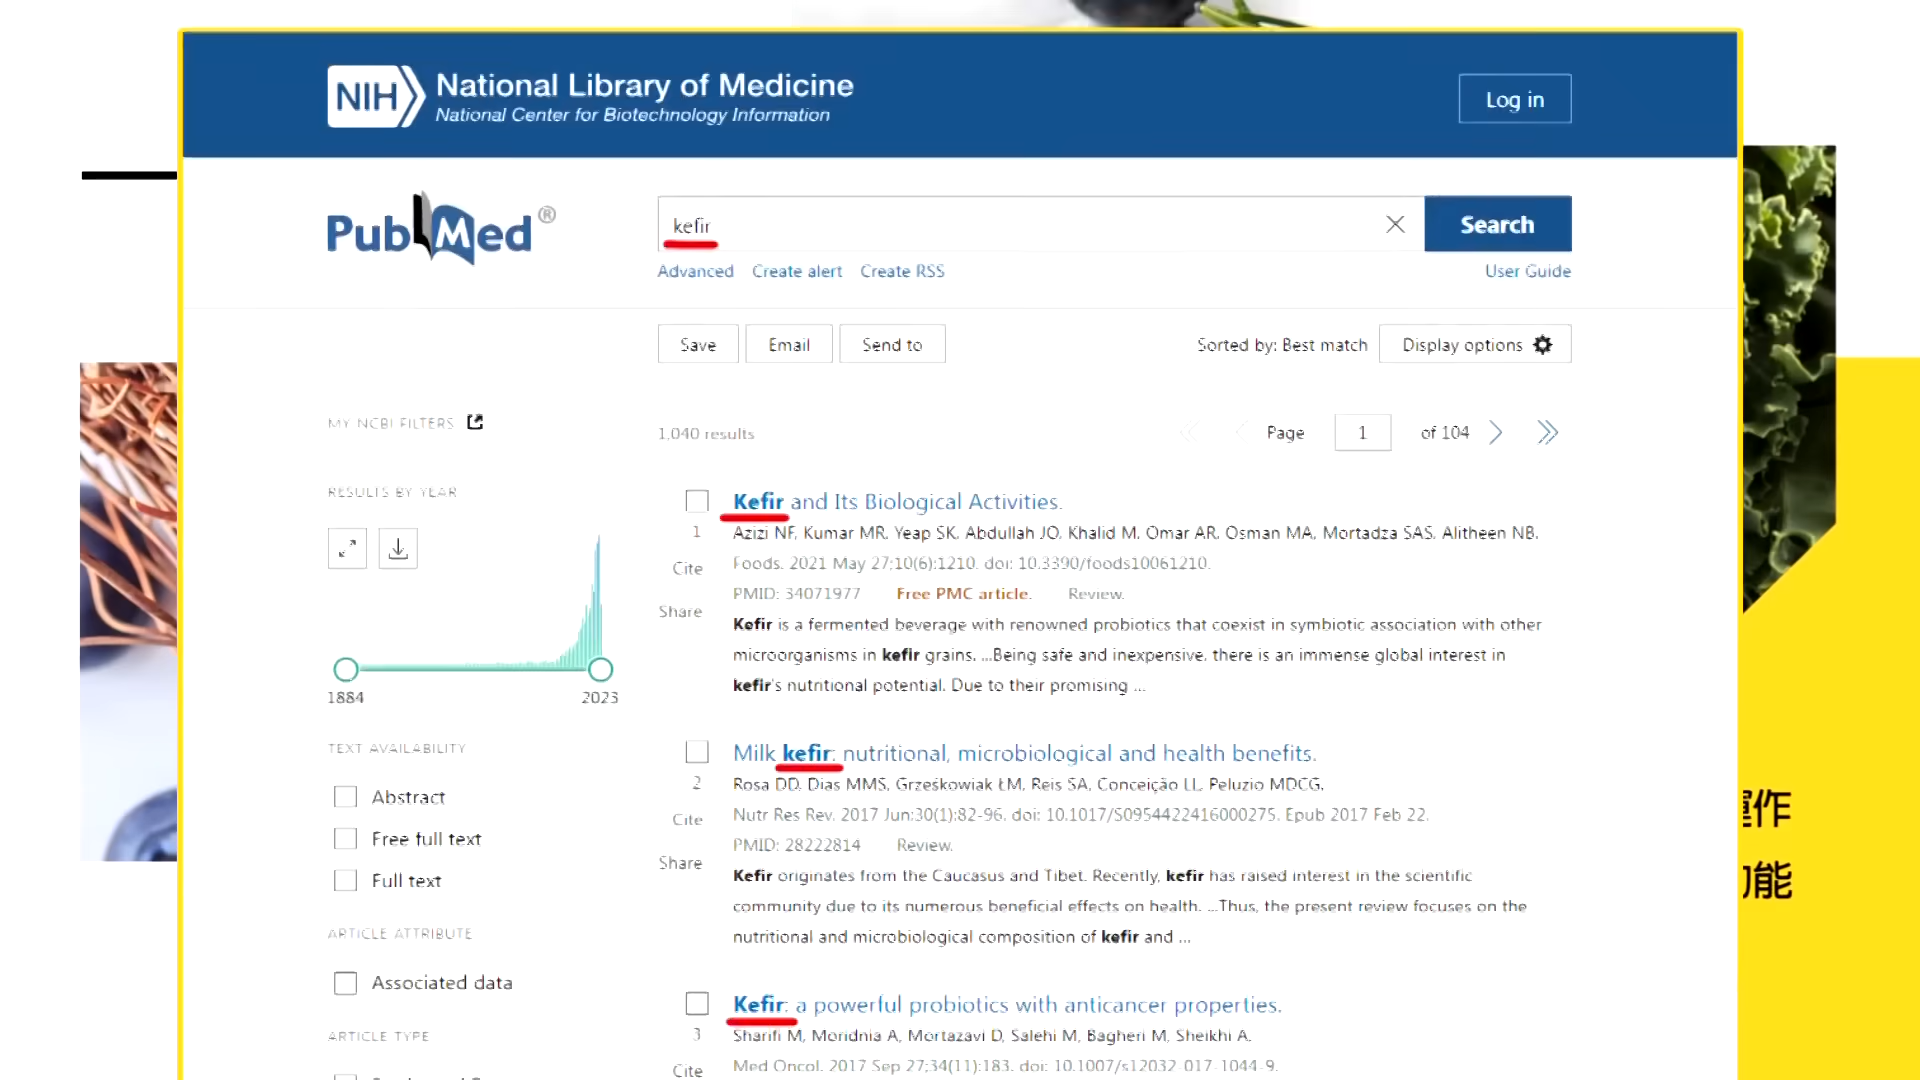 NIH National Library of Medicine
National Center for Biotechnology Information
Log in
PubMed®
kefir
Search
Advanced Create alert Create RSS
User Guide
Save Email Send to
Sorted by: Best match
Display options
MY NCBI FILTERS
1,040 results
Page 1 of 104
RESULTS BY YEAR
1884 2023
TEXT AVAILABILITY
Abstract
Free full text
Full text
ARTICLE ATTRIBUTE
Associated data
ARTICLE TYPE
Kefir and Its Biological Activities.
1
Azizi NF, Kumar MR, Yeap SK, Abdullah JO, Khalid M, Omar AR, Osman MA, Mortadza SAS, Alitheen NB.
Cite
Foods. 2021 May 27;10(6):1210. doi: 10.3390/foods10061210.
PMID: 34071977 Free PMC article. Review.
Share
Kefir is a fermented beverage with renowned probiotics that coexist in symbiotic association with other
microorganisms in kefir grains. ...Being safe and inexpensive, there is an immense global interest in
kefir's nutritional potential. Due to their promising ...
Milk kefir: nutritional, microbiological and health benefits.
2
Rosa DD, Dias MMS, Grześkowiak ŁM, Reis SA, Conceição LL, Peluzio MDCG.
Cite
Nutr Res Rev. 2017 Jun;30(1):82-96. doi: 10.1017/S0954422416000275. Epub 2017 Feb 22.
PMID: 28222814 Review.
Share
Kefir originates from the Caucasus and Tibet. Recently, kefir has raised interest in the scientific
community due to its numerous beneficial effects on health. ...Thus, the present review focuses on the
nutritional and microbiological composition of kefir and ...
Kefir: a powerful probiotics with anticancer properties.
3
Sharifi M, Moridnia A, Mortazavi D, Salehi M, Bagheri M, Sheikhi A.
Cite
Med Oncol. 2017 Sep 27;34(11):183. doi: 10.1007/s12032-017-1044-9.
作
能